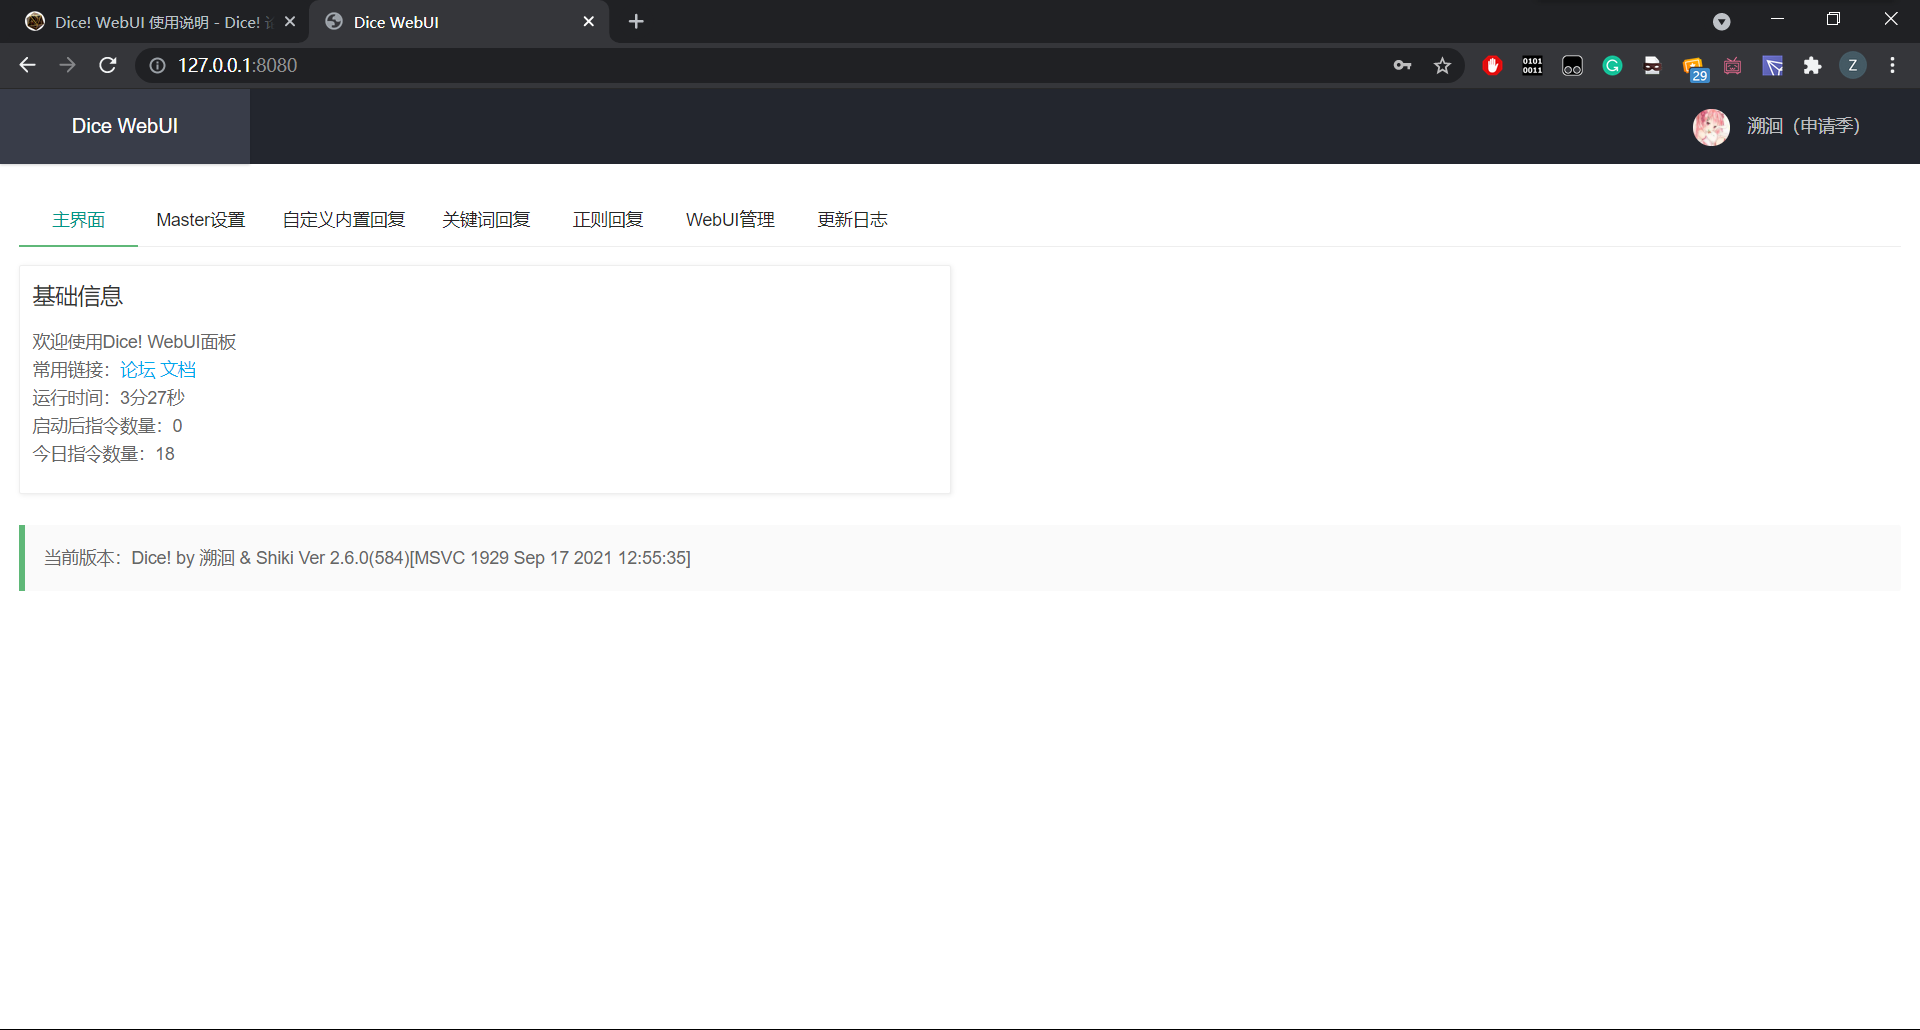 Dice! WebUI 使用说明 - Dice!
Dice WebUI
127.0.0.1:8080
0101
0011
29
Z
Dice WebUI
溯洄（申请季）
主界面 Master设置 自定义内置回复 关键词回复 正则回复 WebUI管理 更新日志
基础信息
欢迎使用Dice! WebUI面板
常用链接：论坛 文档
运行时间：3分27秒
启动后指令数量：0
今日指令数量：18
当前版本：Dice! by 溯洄 & Shiki Ver 2.6.0(584)[MSVC 1929 Sep 17 2021 12:55:35]